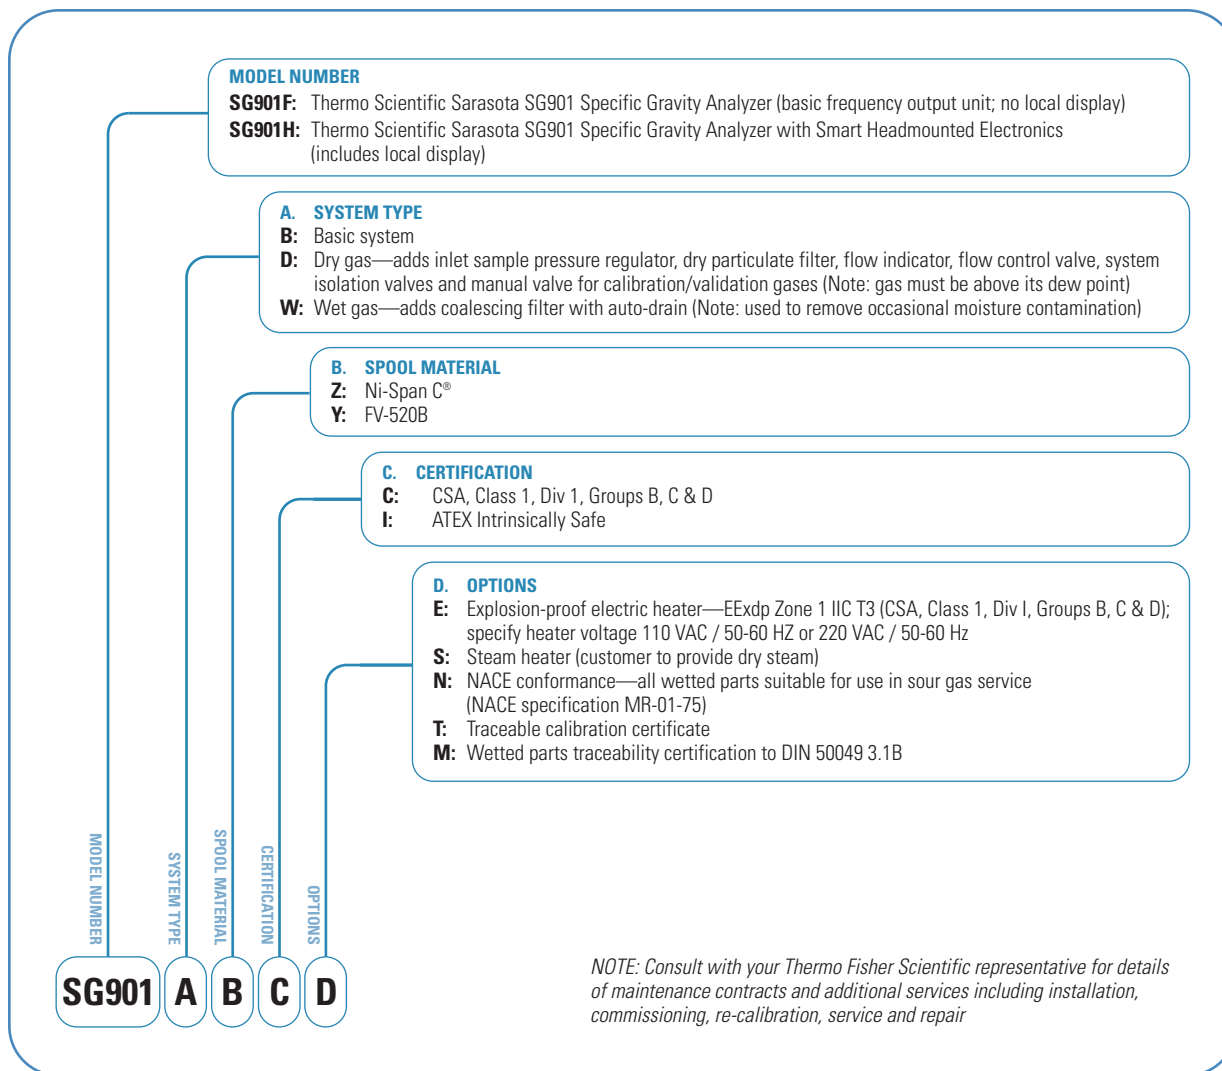 MODEL NUMBER
SG901F: Thermo Scientific Sarasota SG901 Specific Gravity Analyzer (basic frequency output unit; no local display)
SG901H: Thermo Scientific Sarasota SG901 Specific Gravity Analyzer with Smart Headmounted Electronics
(includes local display)
A. SYSTEM TYPE
B: Basic system
D: Dry gas—adds inlet sample pressure regulator, dry particulate filter, flow indicator, flow control valve, system
isolation valves and manual valve for calibration/validation gases (Note: gas must be above its dew point)
W: Wet gas—adds coalescing filter with auto-drain (Note: used to remove occasional moisture contamination)
B. SPOOL MATERIAL
Z: Ni-Span C®
Y: FV-520B
C. CERTIFICATION
C: CSA, Class 1, Div 1, Groups B, C & D
I: ATEX Intrinsically Safe
D. OPTIONS
E: Explosion-proof electric heater—EExdp Zone 1 IIC T3 (CSA, Class 1, Div I, Groups B, C & D);
specify heater voltage 110 VAC / 50-60 HZ or 220 VAC / 50-60 Hz
S: Steam heater (customer to provide dry steam)
N: NACE conformance—all wetted parts suitable for use in sour gas service
(NACE specification MR-01-75)
T: Traceable calibration certificate
M: Wetted parts traceability certification to DIN 50049 3.1B
MODEL NUMBER
SYSTEM TYPE
SPOOL MATERIAL
CERTIFICATION
OPTIONS
SG901 A B C D
NOTE: Consult with your Thermo Fisher Scientific representative for details
of maintenance contracts and additional services including installation,
commissioning, re-calibration, service and repair